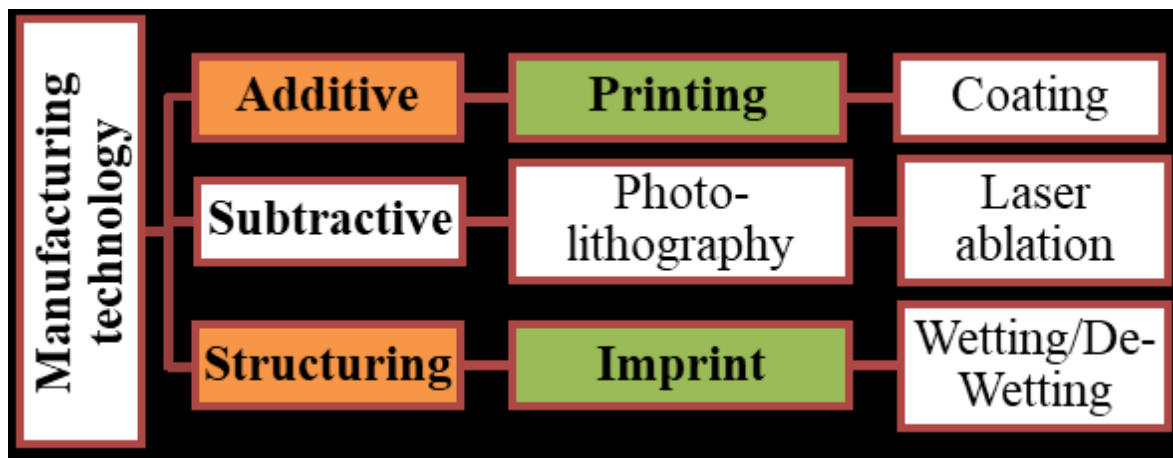 Manufacturing
technology
Additive
Printing
Coating
Subtractive
Photo-
lithography
Laser
ablation
Structuring
Imprint
Wetting/De-
Wetting